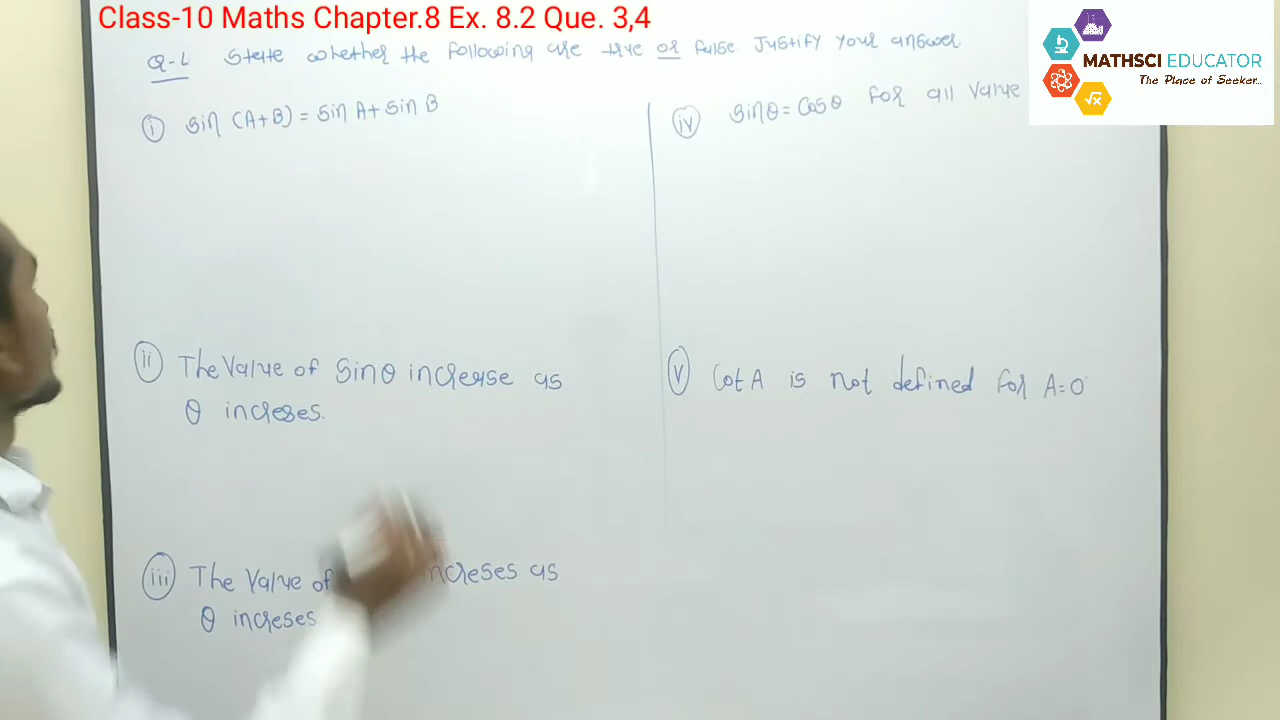 Class-10 Maths Chapter.8 Ex. 8.2 Que. 3,4
MATHSCI EDUCATOR
The Place of Seeker..
State whether the following are true or false. Justify your answer.
i sin (A+B) = sin A + sin B
ii The Value of sinθ increase as
θ increses.
iii The Value of increses as
θ increses
iv sinθ = cosθ for all Value
v cot A is not defined for A=0